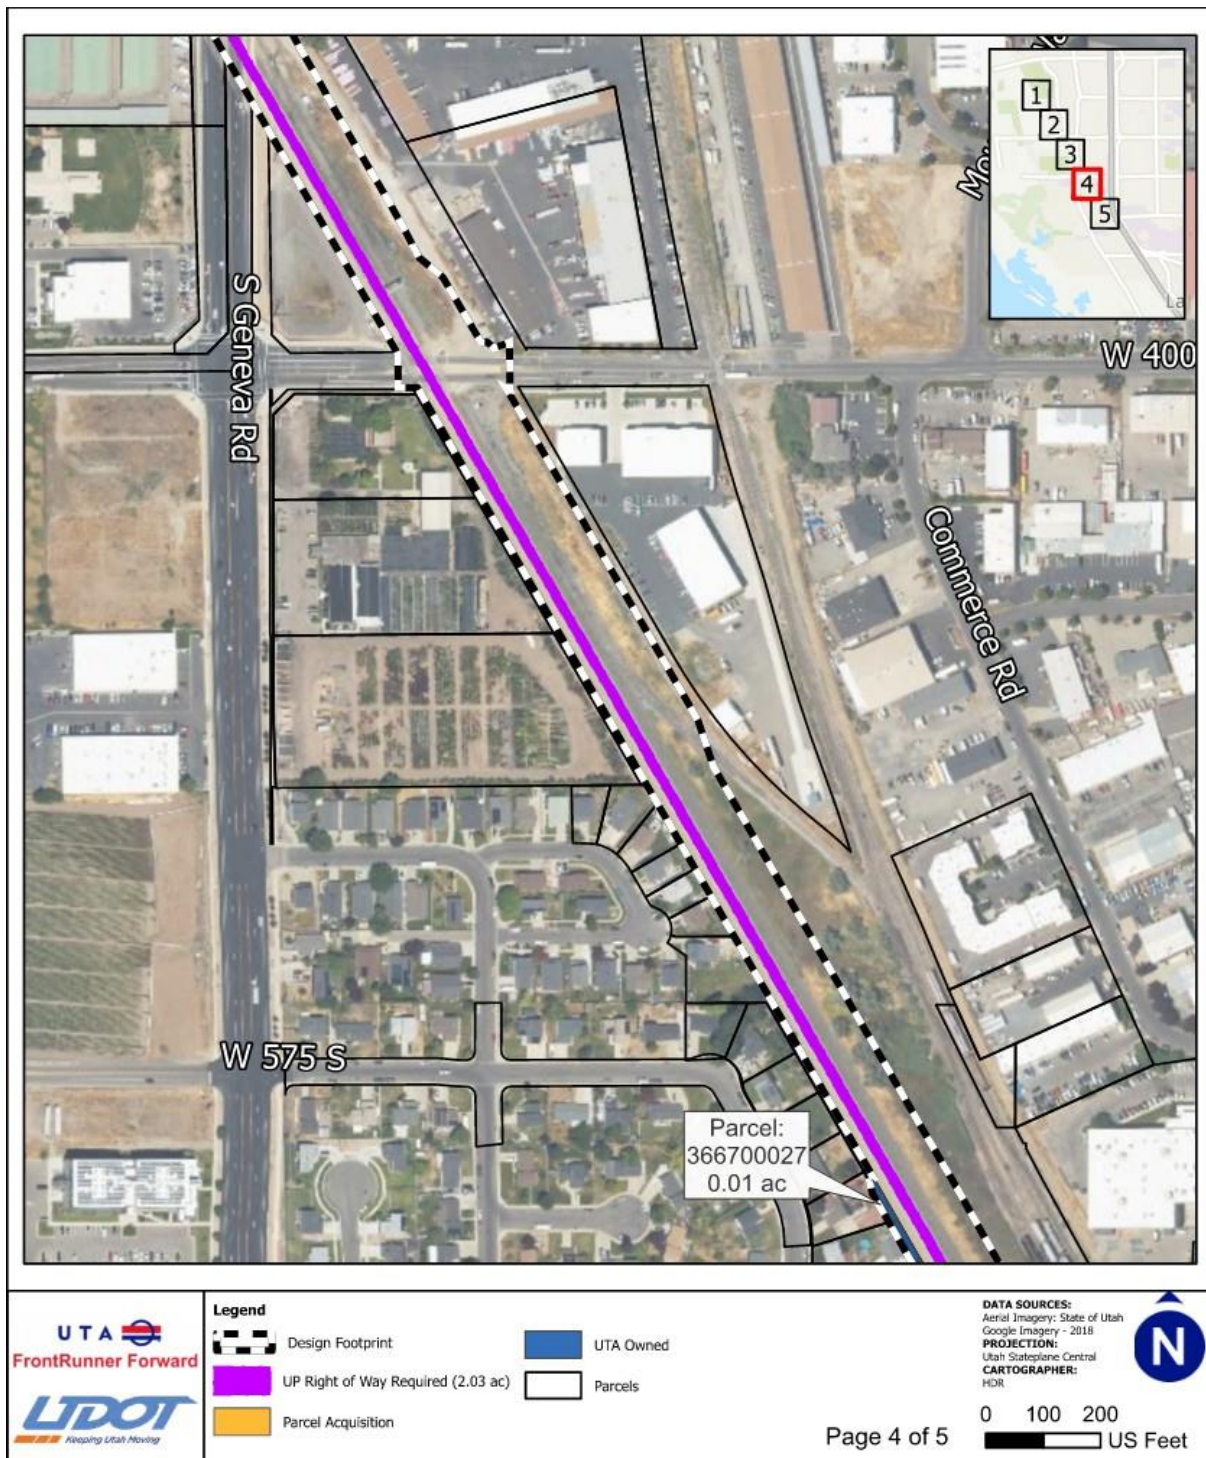 1
2
3
4
5
La
W 400
S Geneva Rd
Commerce Rd
W 575 S
Parcel:
366700027
0.01 ac
UTA
FrontRunner Forward
UDOT
Keeping Utah Moving
Legend
Design Footprint
UP Right of Way Required (2.03 ac)
Parcel Acquisition
UTA Owned
Parcels
Page 4 of 5
DATA SOURCES:
Aerial Imagery: State of Utah
Google Imagery - 2018
PROJECTION:
Utah Stateplane Central
CARTOGRAPHER:
HDR
N
0 100 200
US Feet